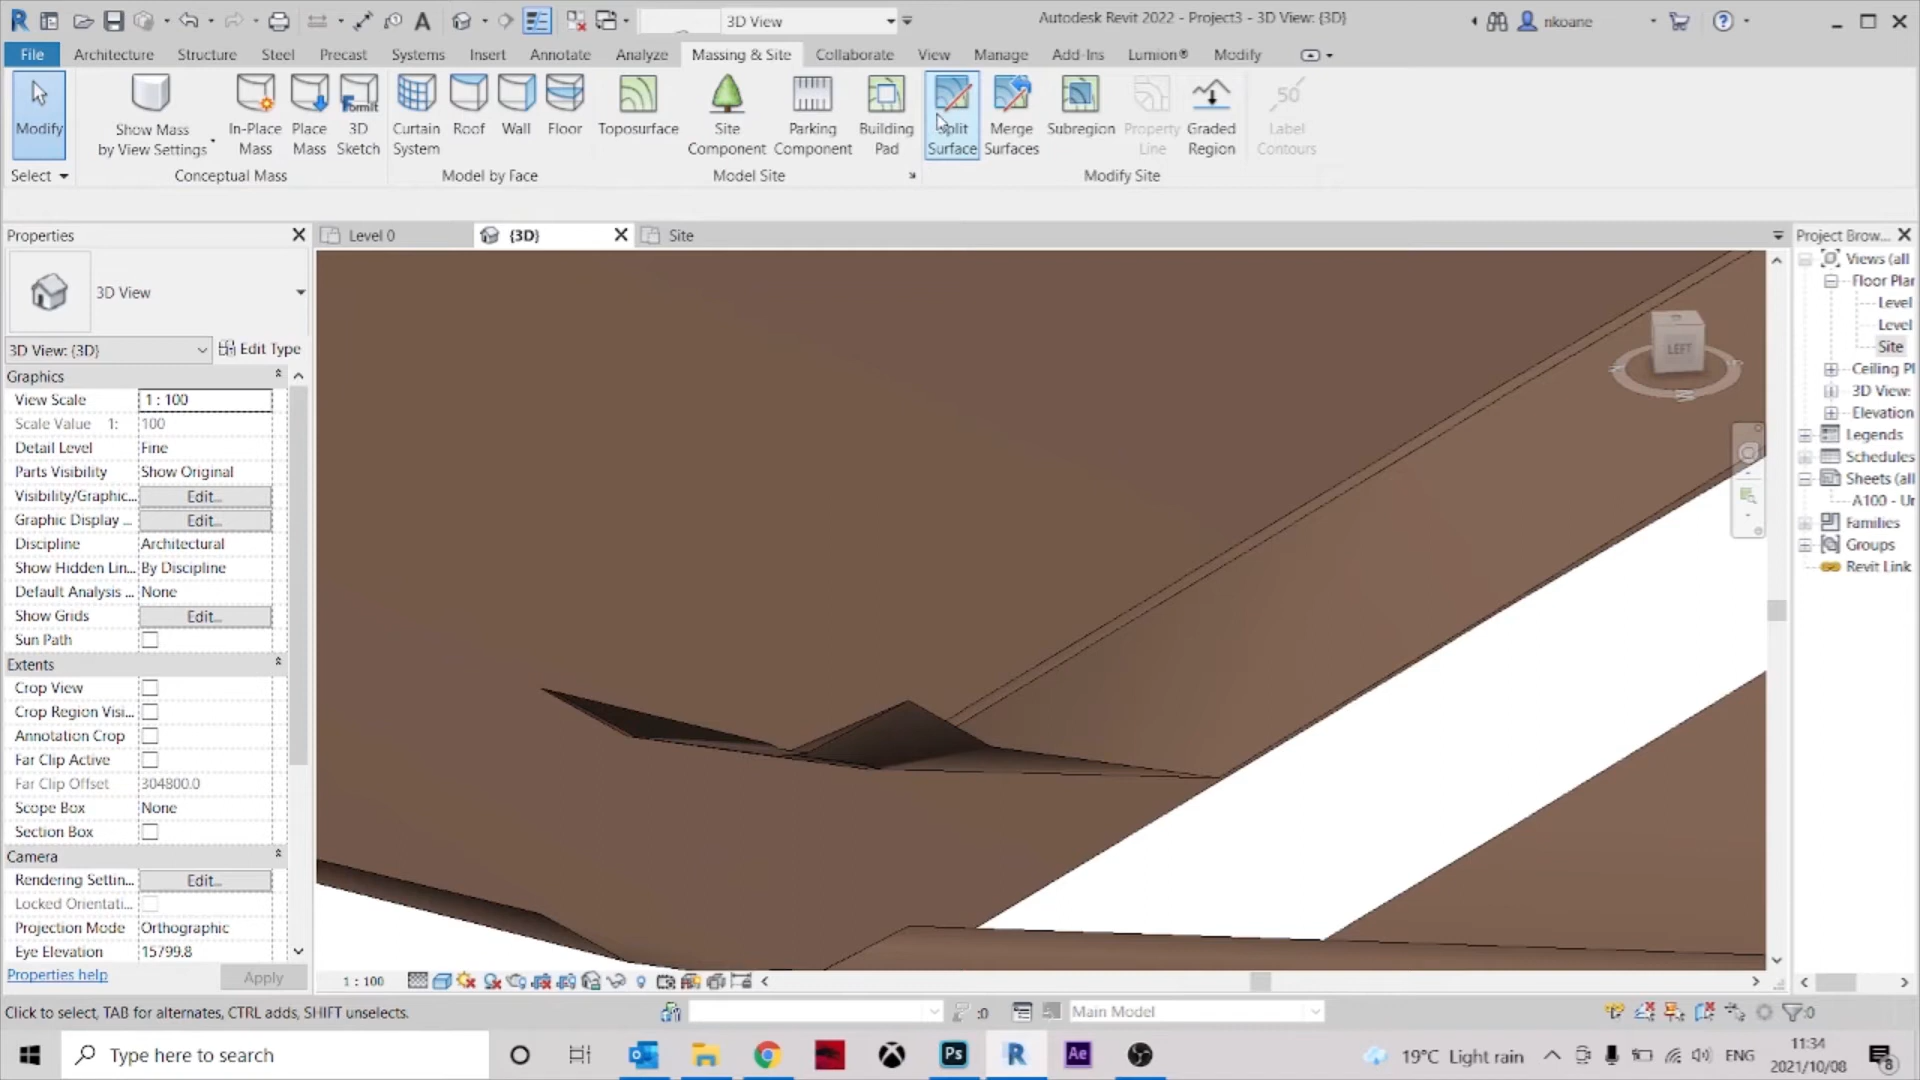 3D View
Autodesk Revit 2022 - Project3 - 3D View: {3D}
nkoane
File
Architecture
Structure
Steel
Precast
Systems
Insert
Annotate
Analyze
Massing & Site
Collaborate
View
Manage
Add-Ins
Lumion®
Modify
Modify
Show Mass
by View Settings
In-Place
Mass
Place
Mass
FormIt
3D
Sketch
Curtain
System
Roof
Wall
Floor
Toposurface
Site
Component
Parking
Component
Building
Pad
Split
Surface
Merge
Surfaces
Subregion
Property
Line
Graded
Region
50
Label
Contours
Select
Conceptual Mass
Model by Face
Model Site
Modify Site
Properties
Level 0
{3D}
Site
Project Brow...
3D View
3D View: {3D}
Edit Type
Graphics
View Scale 1 : 100
Scale Value 1: 100
Detail Level Fine
Parts Visibility Show Original
Visibility/Graphic... Edit...
Graphic Display ... Edit...
Discipline Architectural
Show Hidden Lin... By Discipline
Default Analysis ... None
Show Grids Edit...
Sun Path
Extents
Crop View
Crop Region Visi...
Annotation Crop
Far Clip Active
Far Clip Offset 304800.0
Scope Box None
Section Box
Camera
Rendering Settin... Edit...
Locked Orientati...
Projection Mode Orthographic
Eye Elevation 15799.8
Properties help
Apply
LEFT
W
Views (all
Floor Plan
Level
Level
Site
Ceiling Pl
3D View:
Elevation
Legends
Schedules
Sheets (all
A100 - Ur
Families
Groups
Revit Link
1 : 100
Click to select, TAB for alternates, CTRL adds, SHIFT unselects.
:0
Main Model
:0
Type here to search
Ps
R
Ae
19°C Light rain
ENG
11:34
2021/10/08
8